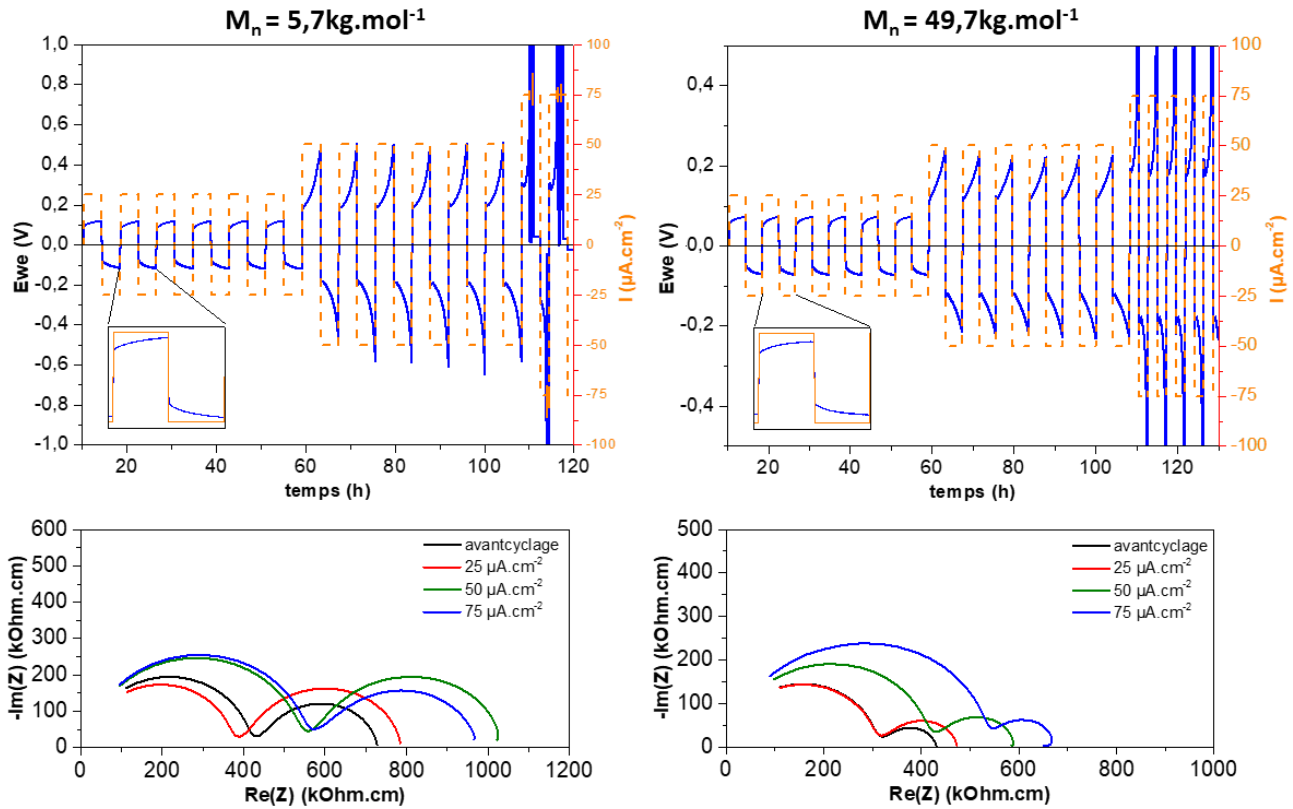 Mn = 5,7kg.mol-1
1,0
0,8
0,6
0,4
0,2
0,0
-0,2
-0,4
-0,6
-0,8
-1,0
Ewe (V)
100
75
50
25
0
-25
-50
-75
-100
I (µA.cm-2)
20 40 60 80 100 120
temps (h)
Mn = 49,7kg.mol-1
0,4
0,2
0,0
-0,2
-0,4
Ewe (V)
100
75
50
25
0
-25
-50
-75
-100
I (µA.cm-2)
20 40 60 80 100 120
temps (h)
600
500
400
300
200
100
0
-Im(Z) (kOhm.cm)
avantcyclage
25 µA.cm-2
50 µA.cm-2
75 µA.cm-2
0 200 400 600 800 1000 1200
Re(Z) (kOhm.cm)
500
400
300
200
100
0
-Im(Z) (kOhm.cm)
avantcyclage
25 µA.cm-2
50 µA.cm-2
75 µA.cm-2
0 200 400 600 800 1000
Re(Z) (kOhm.cm)